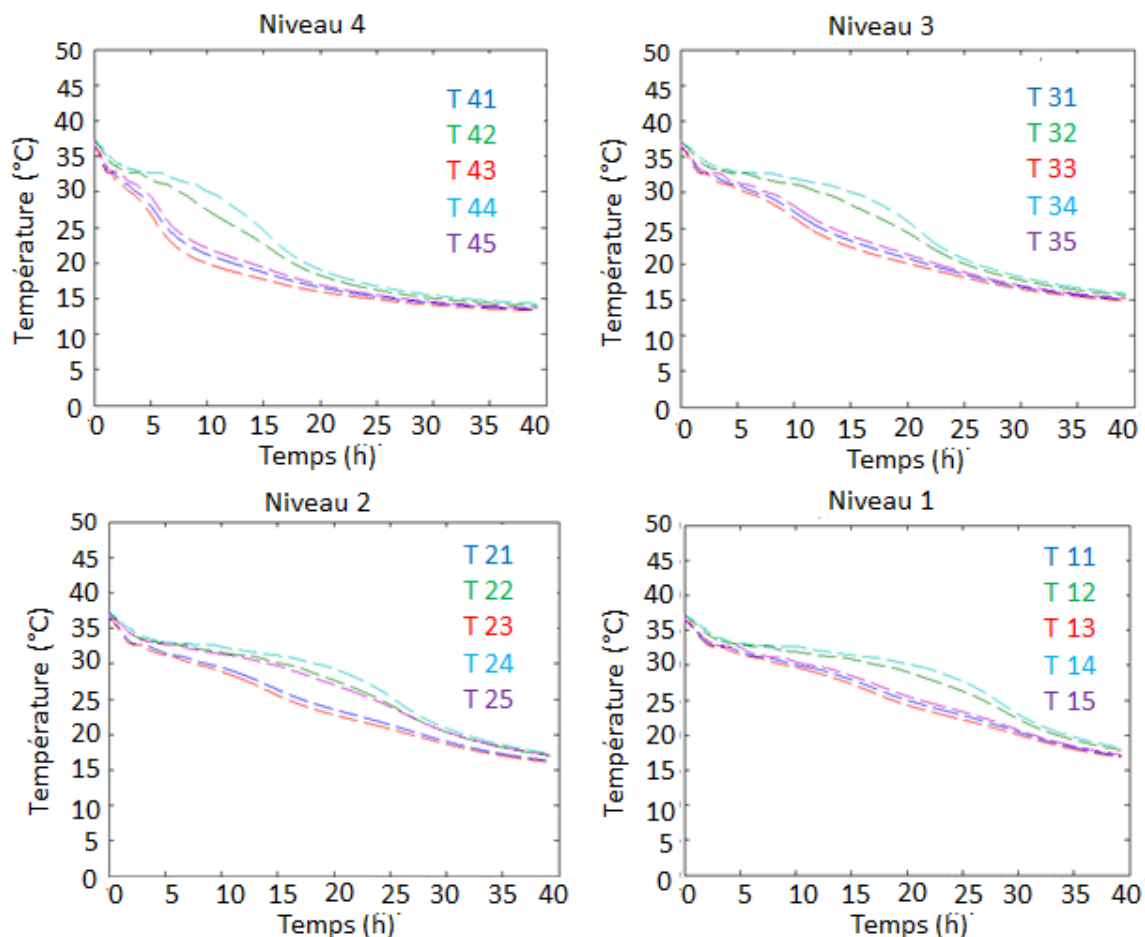 Niveau 4
50
45
40
35
30
25
20
15
10
5
0
Température (°C)
T 41
T 42
T 43
T 44
T 45
0 5 10 15 20 25 30 35 40
Temps (h)
Niveau 3
50
45
40
35
30
25
20
15
10
5
0
Température (°C)
T 31
T 32
T 33
T 34
T 35
0 5 10 15 20 25 30 35 40
Temps (h)
Niveau 2
50
45
40
35
30
25
20
15
10
5
0
Température (°C)
T 21
T 22
T 23
T 24
T 25
0 5 10 15 20 25 30 35 40
Temps (h)
Niveau 1
50
45
40
35
30
25
20
15
10
5
0
Température (°C)
T 11
T 12
T 13
T 14
T 15
0 5 10 15 20 25 30 35 40
Temps (h)